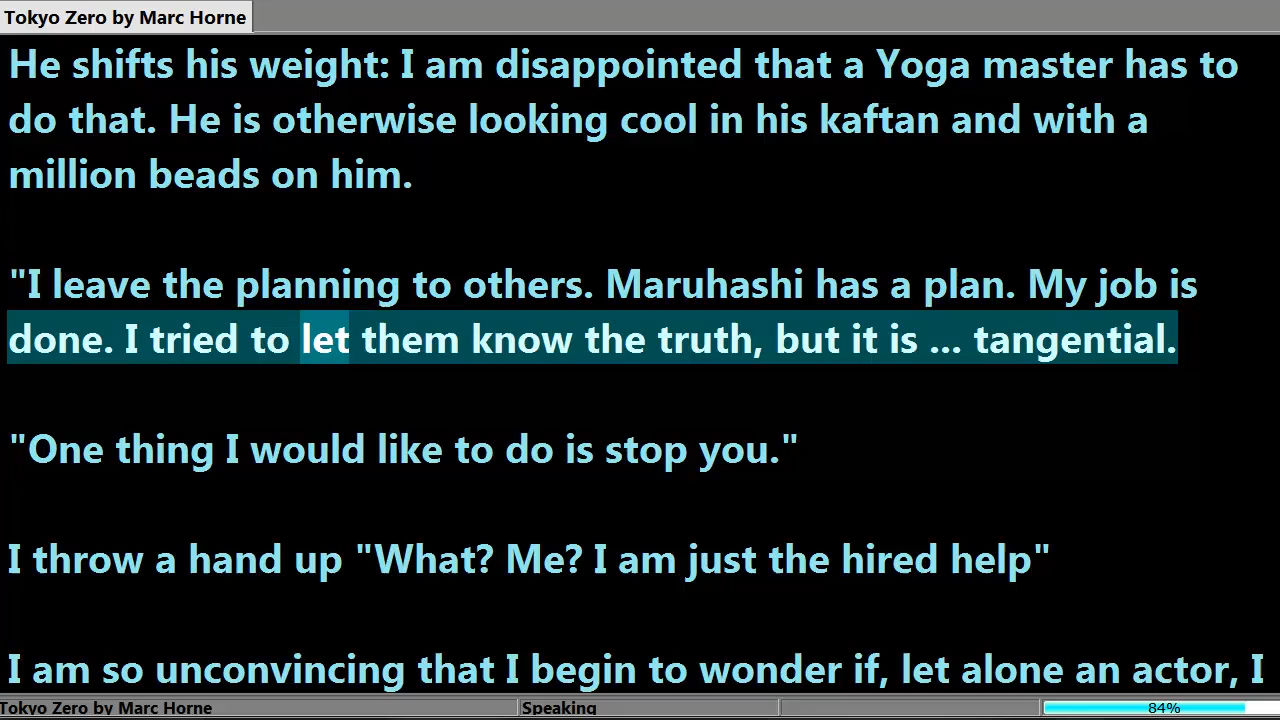 Tokyo Zero by Marc Horne
He shifts his weight: I am disappointed that a Yoga master has to
do that. He is otherwise looking cool in his kaftan and with a
million beads on him.
"I leave the planning to others. Maruhashi has a plan. My job is
done. I tried to let them know the truth, but it is ... tangential.
"One thing I would like to do is stop you."
I throw a hand up "What? Me? I am just the hired help"
I am so unconvincing that I begin to wonder if, let alone an actor, I
Tokyo Zero by Marc Horne
Speaking
84%